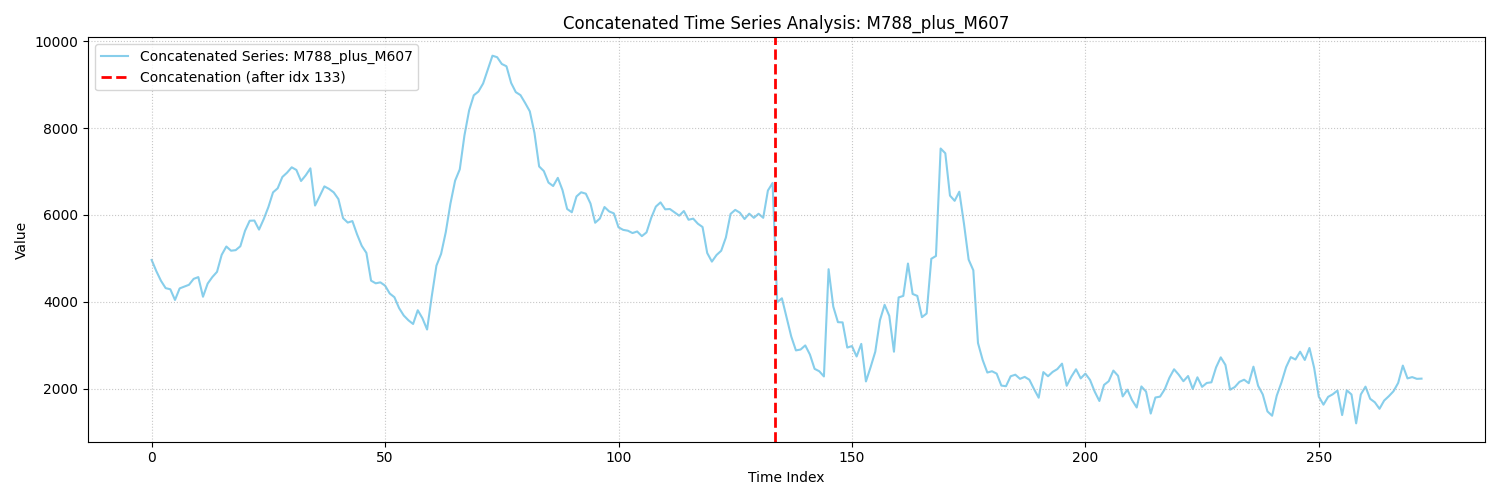 Concatenated Time Series Analysis: M788_plus_M607
Concatenated Series: M788_plus_M607
Concatenation (after idx 133)
Value
10000
8000
6000
4000
2000
0 50 100 150 200 250
Time Index